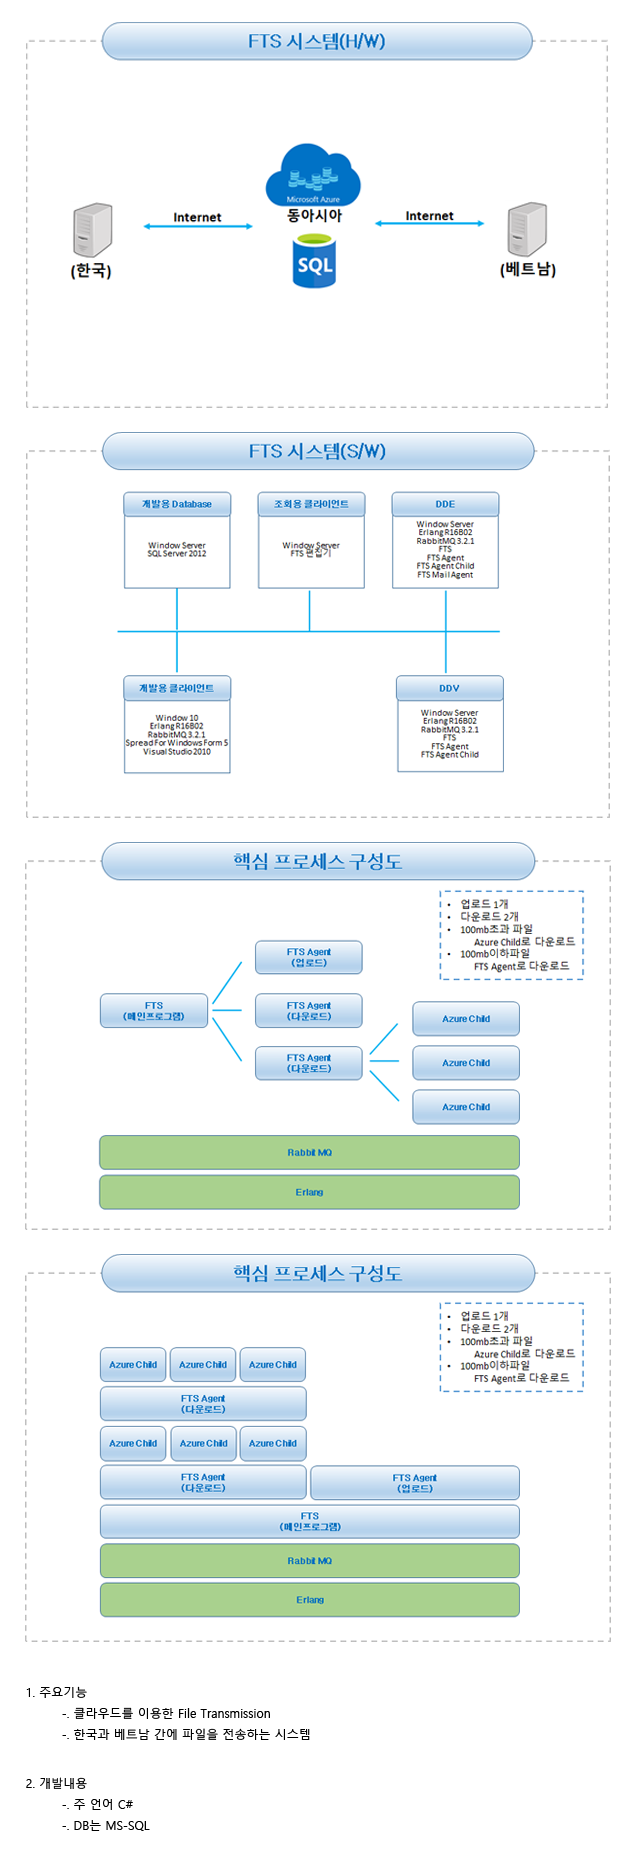 FTS 시스템(H/W)
Microsoft Azure
동아시아
Internet
Internet
SQL
(한국)
(베트남)
FTS 시스템(S/W)
개발용 Database
Window Server
SQL Server 2012
조회용 클라이언트
Window Server
FTS 편집기
DDE
Window Server
Erlang R16B02
RabbitMQ 3.2.1
FTS
FTS Agent
FTS Agent Child
FTS Mail Agent
개발용 클라이언트
Window 10
Erlang R16B02
RabbitMQ 3.2.1
Spread For Windows Form 5
Visual Studio 2010
DDV
Window Server
Erlang R16B02
RabbitMQ 3.2.1
FTS
FTS Agent
FTS Agent Child
핵심 프로세스 구성도
• 업로드 1개
• 다운로드 2개
• 100mb초과 파일
Azure Child로 다운로드
• 100mb이하파일
FTS Agent로 다운로드
FTS Agent
(업로드)
FTS
(메인프로그램)
FTS Agent
(다운로드)
FTS Agent
(다운로드)
Azure Child
Azure Child
Azure Child
Rabbit MQ
Erlang
핵심 프로세스 구성도
• 업로드 1개
• 다운로드 2개
• 100mb초과 파일
Azure Child로 다운로드
• 100mb이하파일
FTS Agent로 다운로드
Azure Child Azure Child Azure Child
FTS Agent
(다운로드)
Azure Child Azure Child Azure Child
FTS Agent
(다운로드)
FTS Agent
(업로드)
FTS
(메인프로그램)
Rabbit MQ
Erlang
1. 주요기능
-. 클라우드를 이용한 File Transmission
-. 한국과 베트남 간에 파일을 전송하는 시스템
2. 개발내용
-. 주 언어 C#
-. DB는 MS-SQL